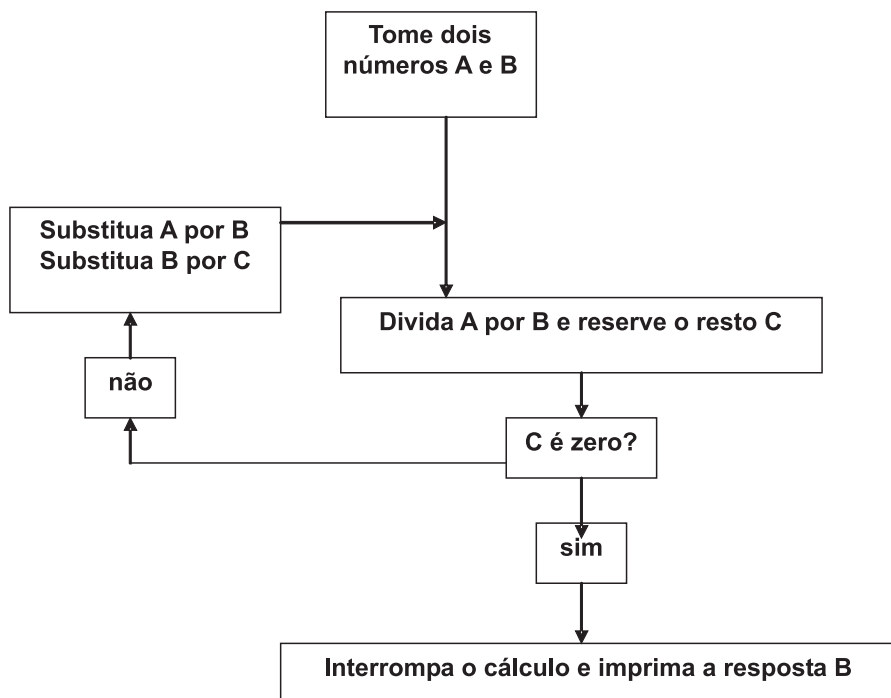 Tome dois
números A e B
Substitua A por B
Substitua B por C
Divida A por B e reserve o resto C
não
C é zero?
sim
Interrompa o cálculo e imprima a resposta B